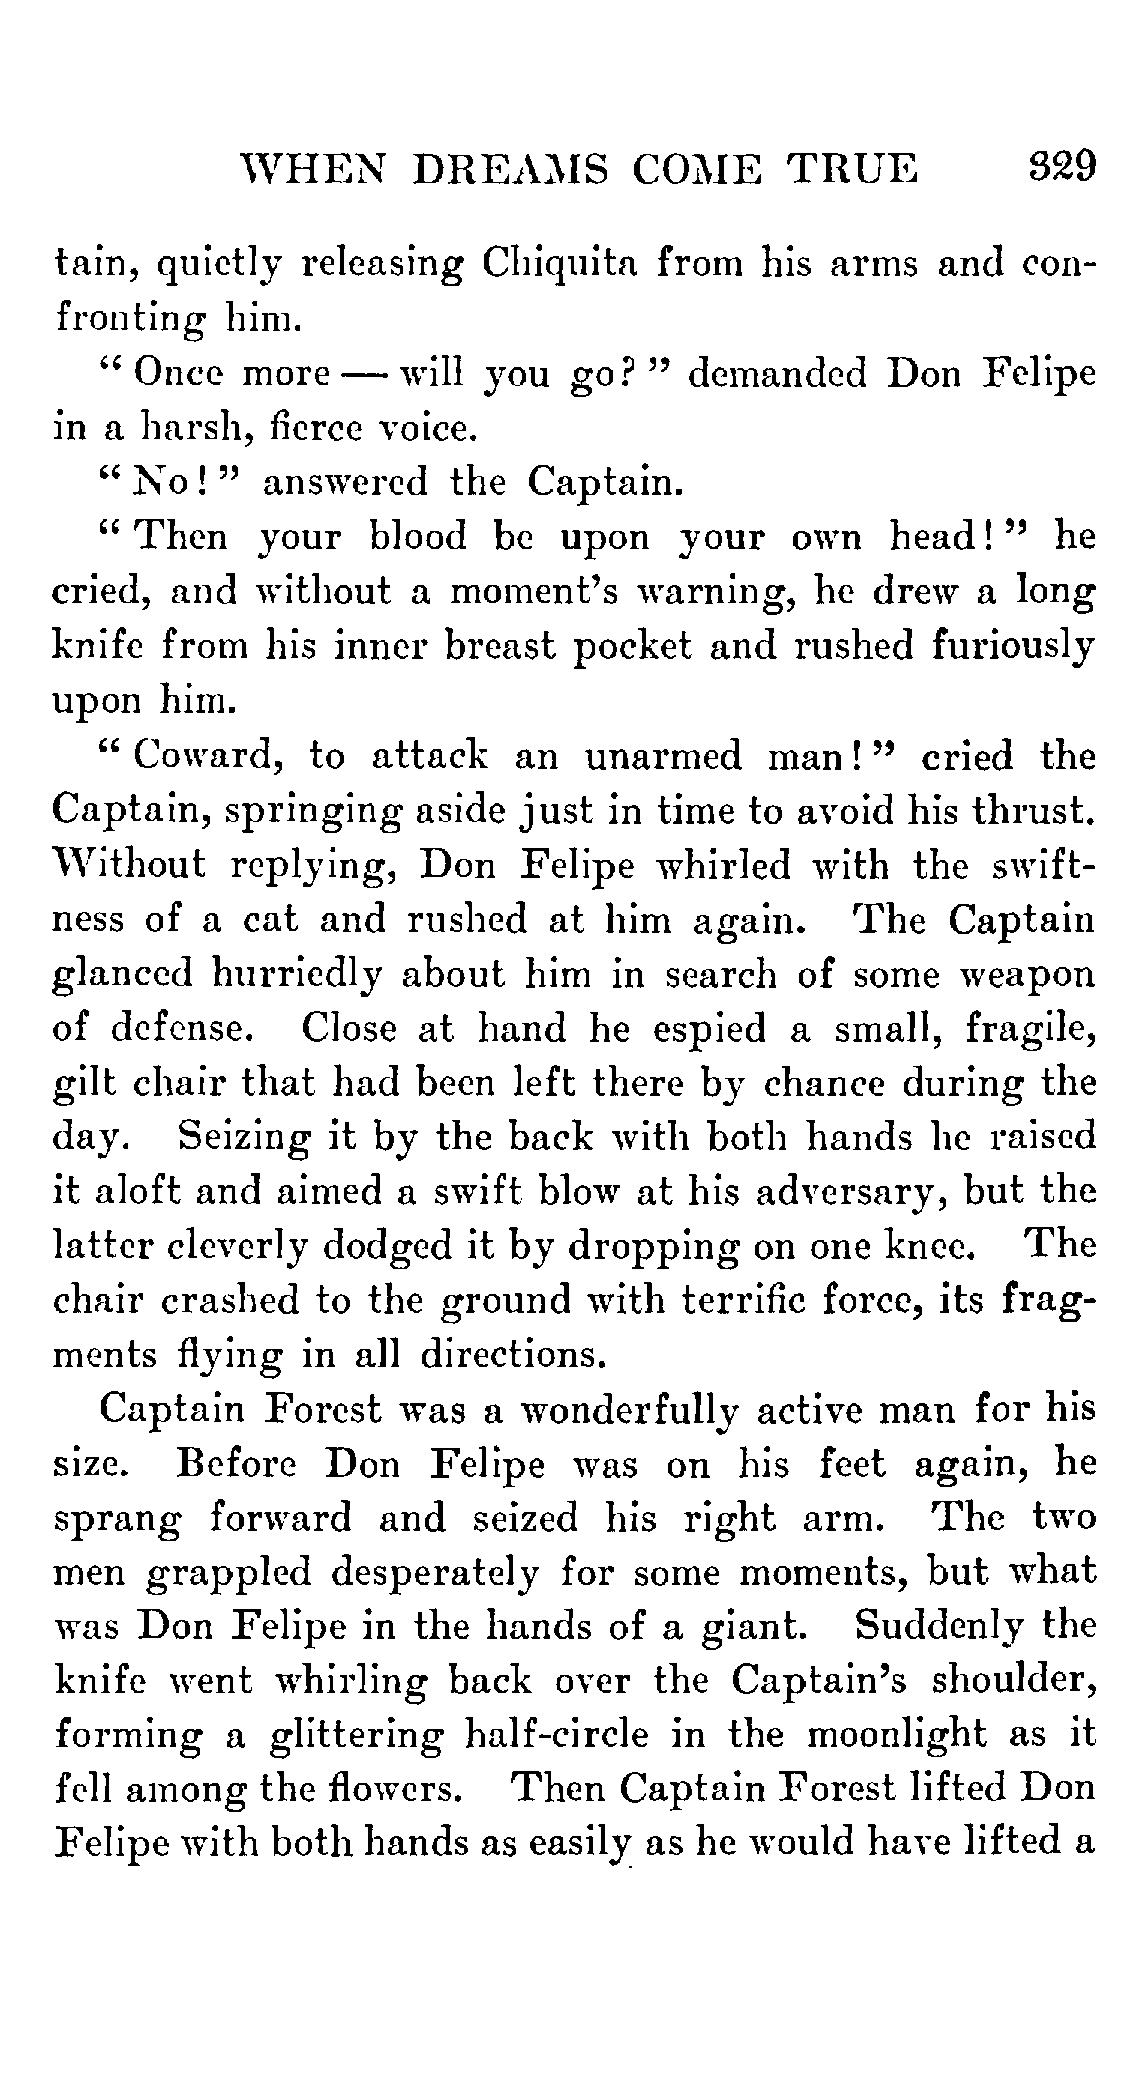 WHEN DREAMS COME TRUE 329
tain, quietly releasing Chiquita from his arms and con-
fronting him.
" Once more — will you go? " demanded Don Felipe
in a harsh, fierce voice.
" No! " answered the Captain.
" Then your blood be upon your own head! " he
cried, and without a moment's warning, he drew a long
knife from his inner breast pocket and rushed furiously
upon him.
" Coward, to attack an unarmed man! " cried the
Captain, springing aside just in time to avoid his thrust.
Without replying, Don Felipe whirled with the swift-
ness of a cat and rushed at him again. The Captain
glanced hurriedly about him in search of some weapon
of defense. Close at hand he espied a small, fragile,
gilt chair that had been left there by chance during the
day. Seizing it by the back with both hands he raised
it aloft and aimed a swift blow at his adversary, but the
latter cleverly dodged it by dropping on one knee. The
chair crashed to the ground with terrific force, its frag-
ments flying in all directions.
Captain Forest was a wonderfully active man for his
size. Before Don Felipe was on his feet again, he
sprang forward and seized his right arm. The two
men grappled desperately for some moments, but what
was Don Felipe in the hands of a giant. Suddenly the
knife went whirling back over the Captain's shoulder,
forming a glittering half-circle in the moonlight as it
fell among the flowers. Then Captain Forest lifted Don
Felipe with both hands as easily as he would have lifted a